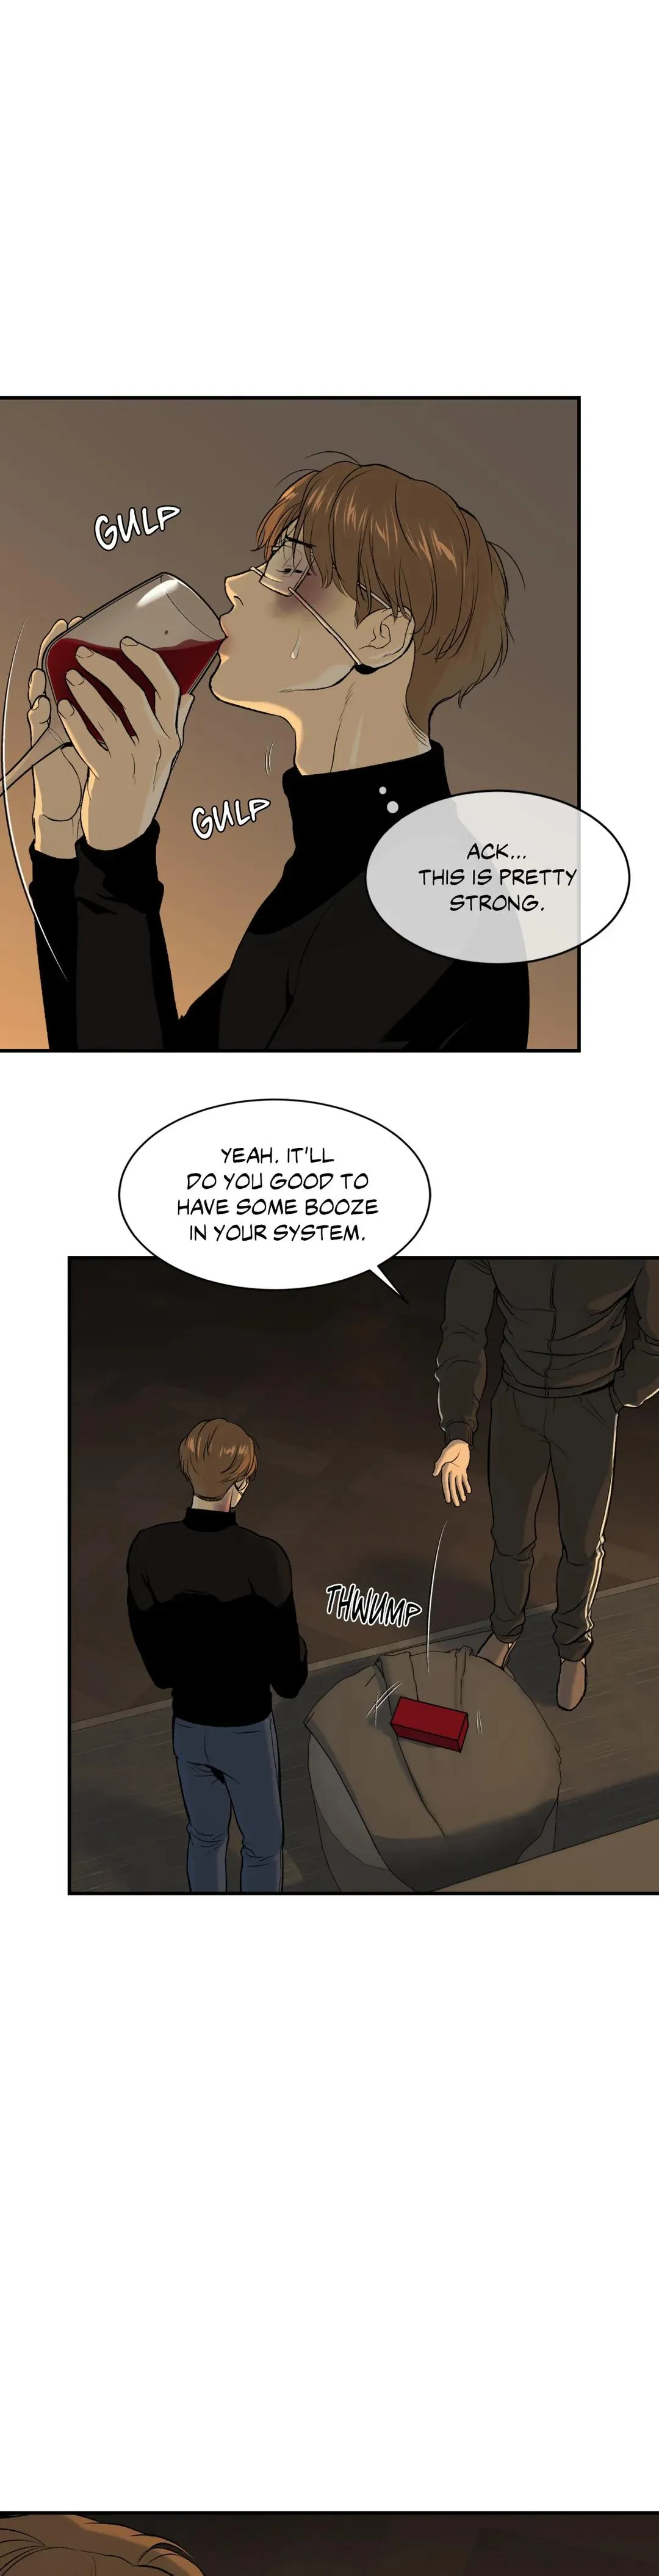 GULP
GULP
ACK...
THIS IS PRETTY
STRONG.
YEAH. IT'LL
DO YOU GOOD TO
HAVE SOME BOOZE
IN YOUR SYSTEM.
THWUMP